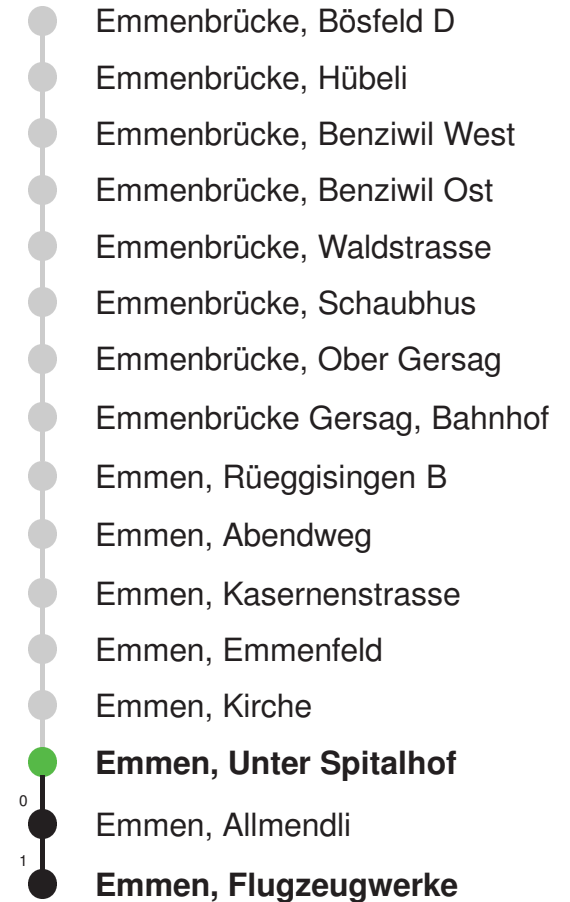 Emmenbrücke, Bösfeld D
Emmenbrücke, Hübeli
Emmenbrücke, Benziwil West
Emmenbrücke, Benziwil Ost
Emmenbrücke, Waldstrasse
Emmenbrücke, Schaubhus
Emmenbrücke, Ober Gersag
Emmenbrücke Gersag, Bahnhof
Emmen, Rüeggisingen B
Emmen, Abendweg
Emmen, Kasernenstrasse
Emmen, Emmenfeld
Emmen, Kirche
Emmen, Unter Spitalhof
0
Emmen, Allmendli
1
Emmen, Flugzeugwerke